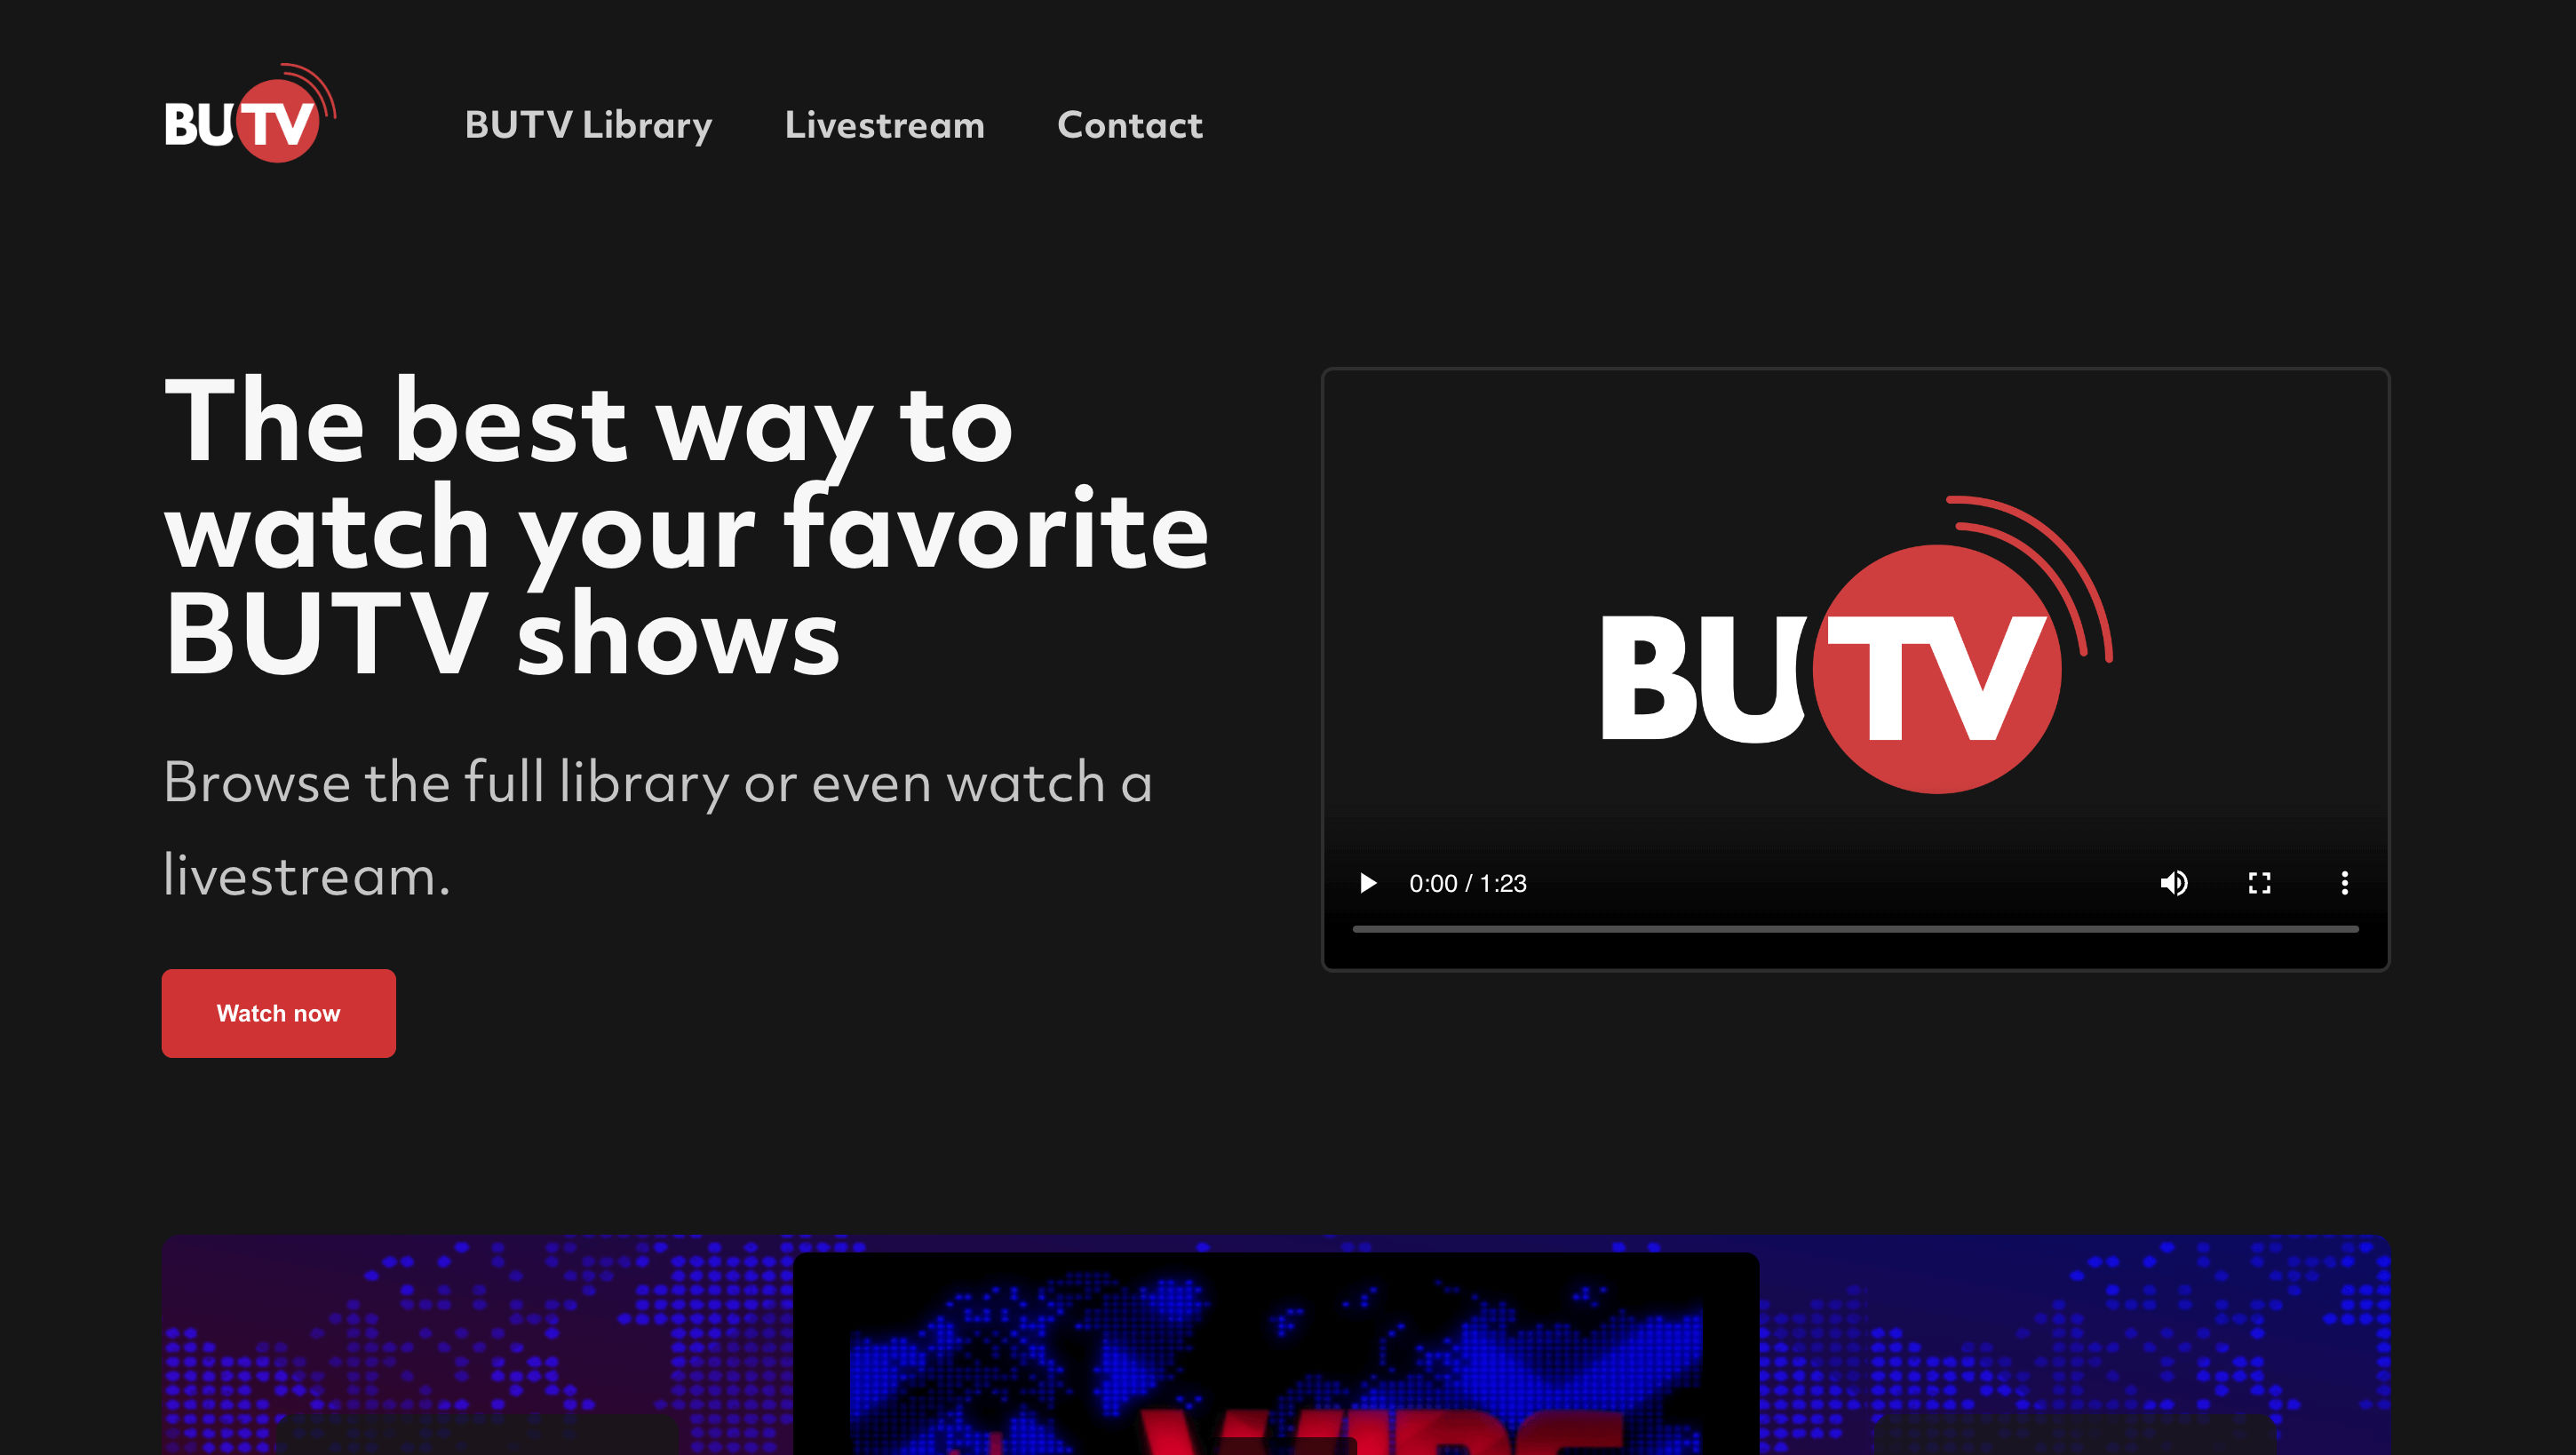 BUTV
BUTV Library
Livestream
Contact
The best way to
watch your favorite
BUTV shows
Browse the full library or even watch a
livestream.
Watch now
BUTV
0:00 / 1:23